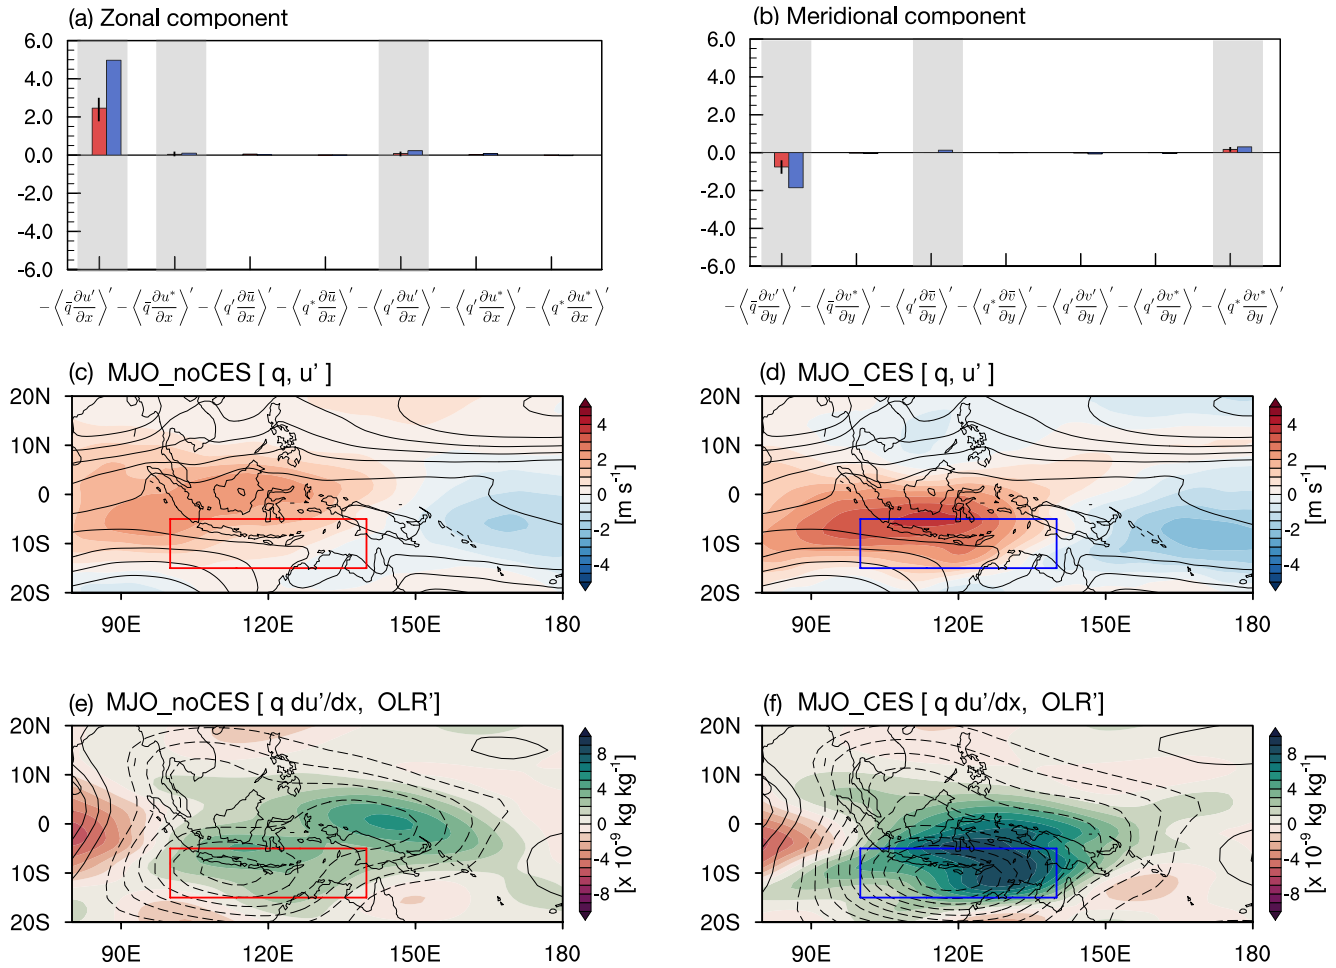 (a) Zonal component
(b) Meridional component
6.0
4.0
2.0
0.0
-2.0
-4.0
-6.0
6.0
4.0
2.0
0.0
-2.0
-4.0
-6.0
−⟨q̄ ∂u′/∂x⟩′ −⟨q̄ ∂u*/∂x⟩′ −⟨q′ ∂ū/∂x⟩′ −⟨q* ∂ū/∂x⟩′ −⟨q′ ∂u′/∂x⟩′ −⟨q′ ∂u*/∂x⟩′ −⟨q* ∂u*/∂x⟩′
−⟨q̄ ∂v′/∂y⟩′ −⟨q̄ ∂v*/∂y⟩′ −⟨q′ ∂v̄/∂y⟩′ −⟨q* ∂v̄/∂y⟩′ −⟨q′ ∂v′/∂y⟩′ −⟨q′ ∂v*/∂y⟩′ −⟨q* ∂v*/∂y⟩′
(c) MJO_noCES [ q, u’ ]
20N
10N
0
10S
20S
90E 120E 150E 180
4
2
0
-2
-4
[m s⁻¹]
(d) MJO_CES [ q, u’ ]
20N
10N
0
10S
20S
90E 120E 150E 180
4
2
0
-2
-4
[m s⁻¹]
(e) MJO_noCES [ q du’/dx, OLR’]
20N
10N
0
10S
20S
90E 120E 150E 180
8
4
0
-4
-8
[x 10⁻⁹ kg kg⁻¹]
(f) MJO_CES [ q du’/dx, OLR’]
20N
10N
0
10S
20S
90E 120E 150E 180
8
4
0
-4
-8
[x 10⁻⁹ kg kg⁻¹]